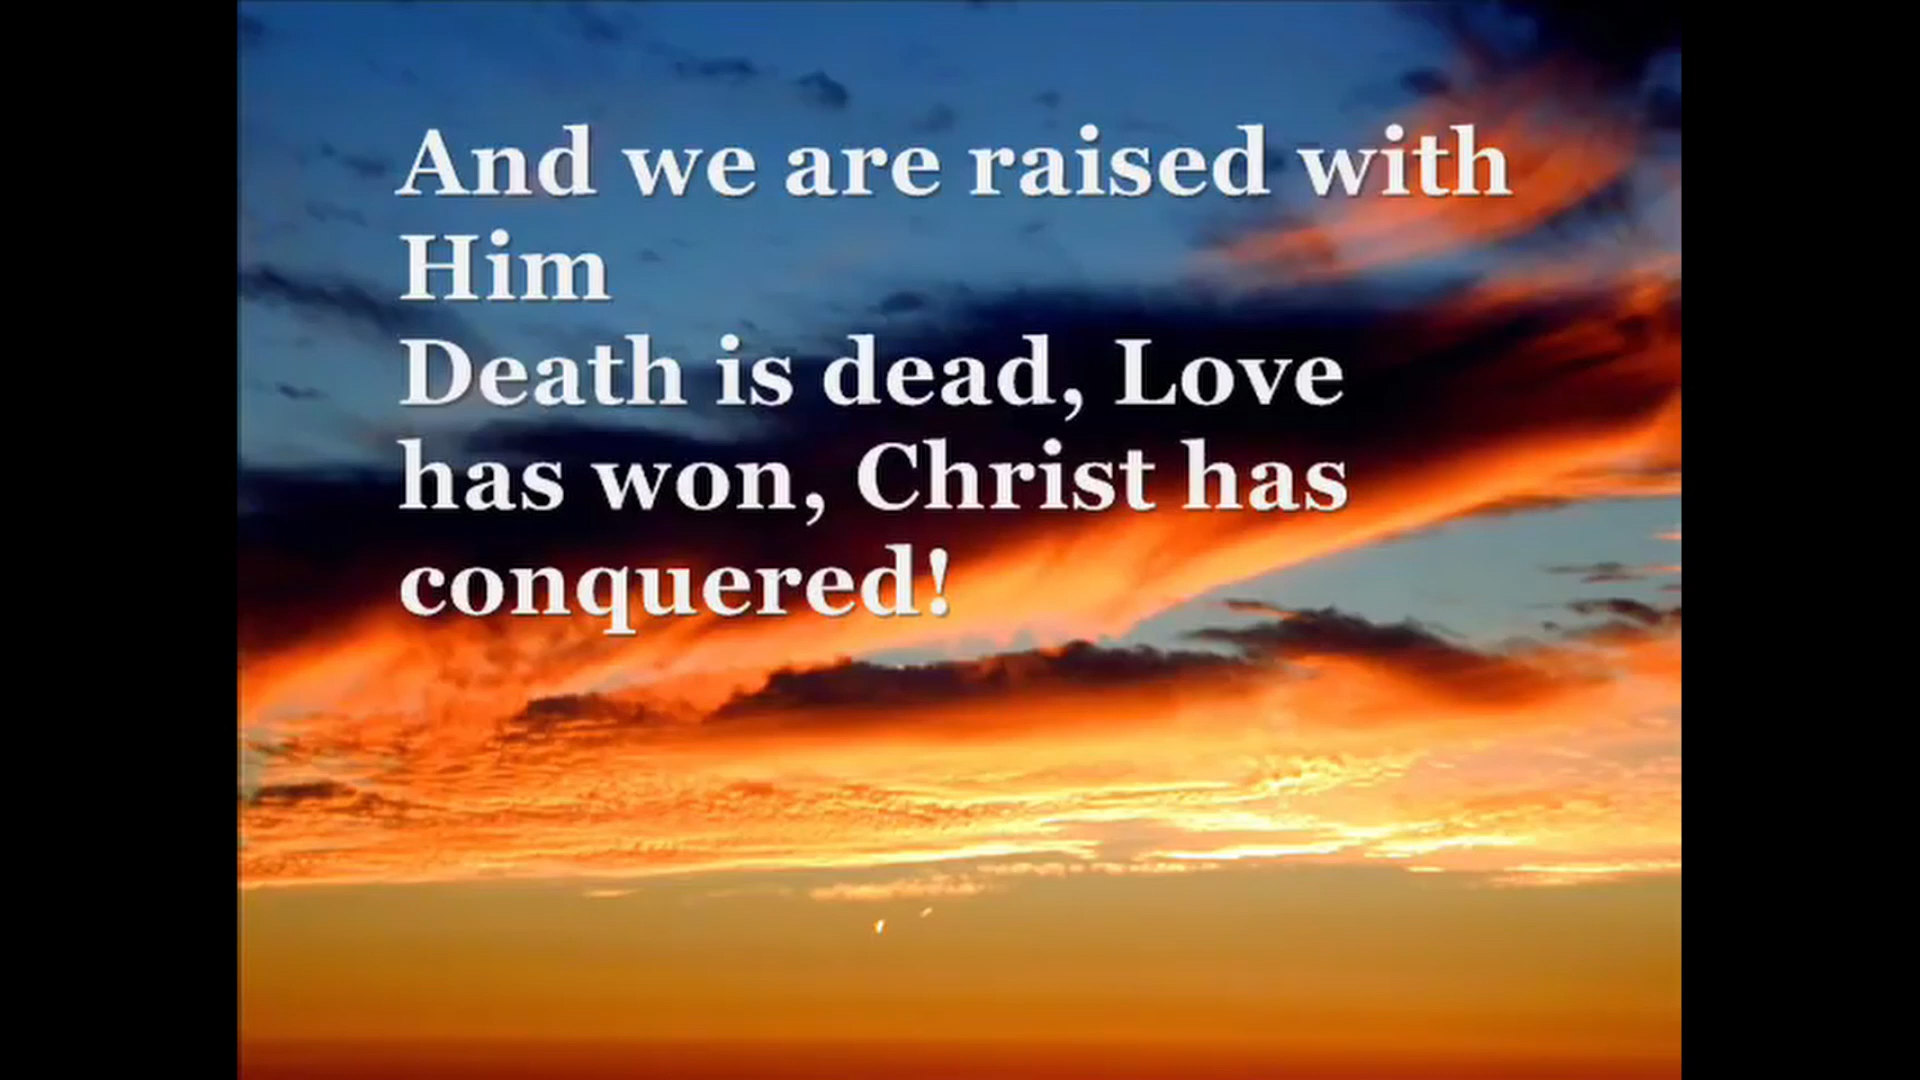 And we are raised with
Him
Death is dead, Love
has won, Christ has
conquered!